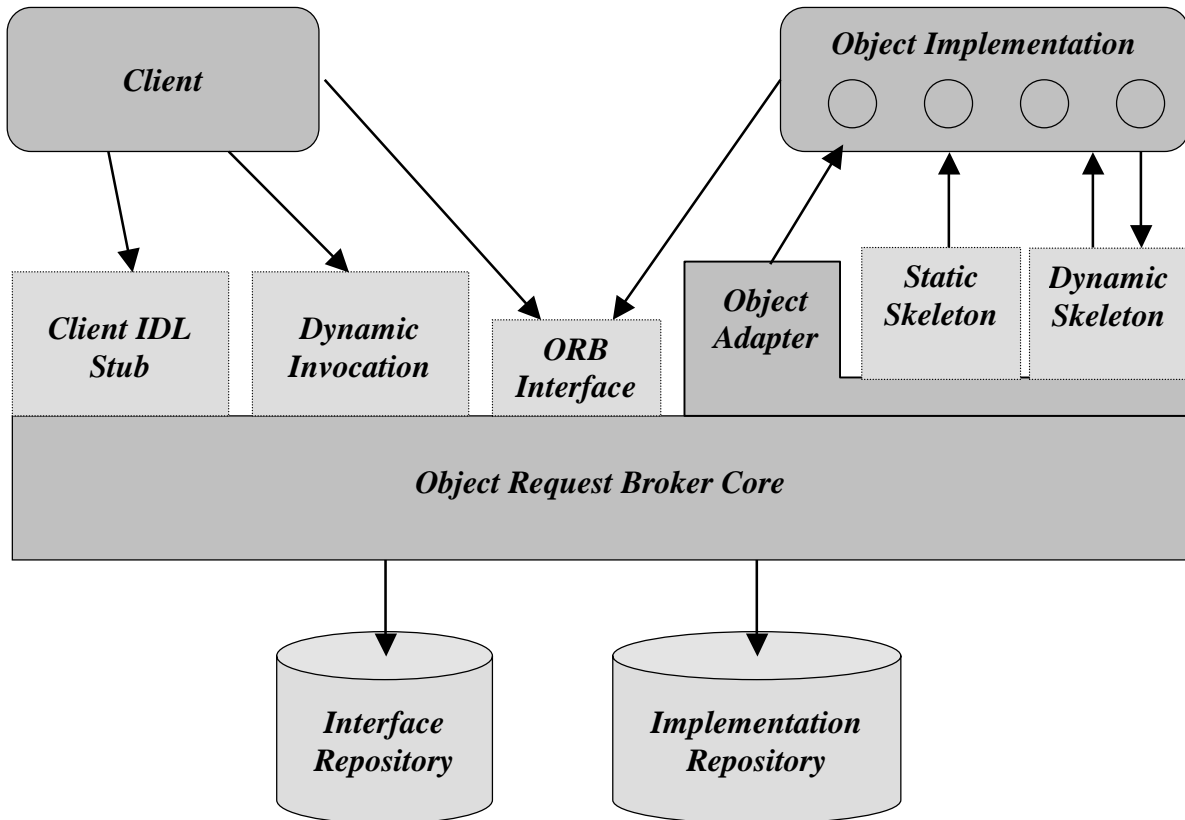 Client
Object Implementation
Client IDL
Stub
Dynamic
Invocation
ORB
Interface
Object
Adapter
Static
Skeleton
Dynamic
Skeleton
Object Request Broker Core
Interface
Repository
Implementation
Repository